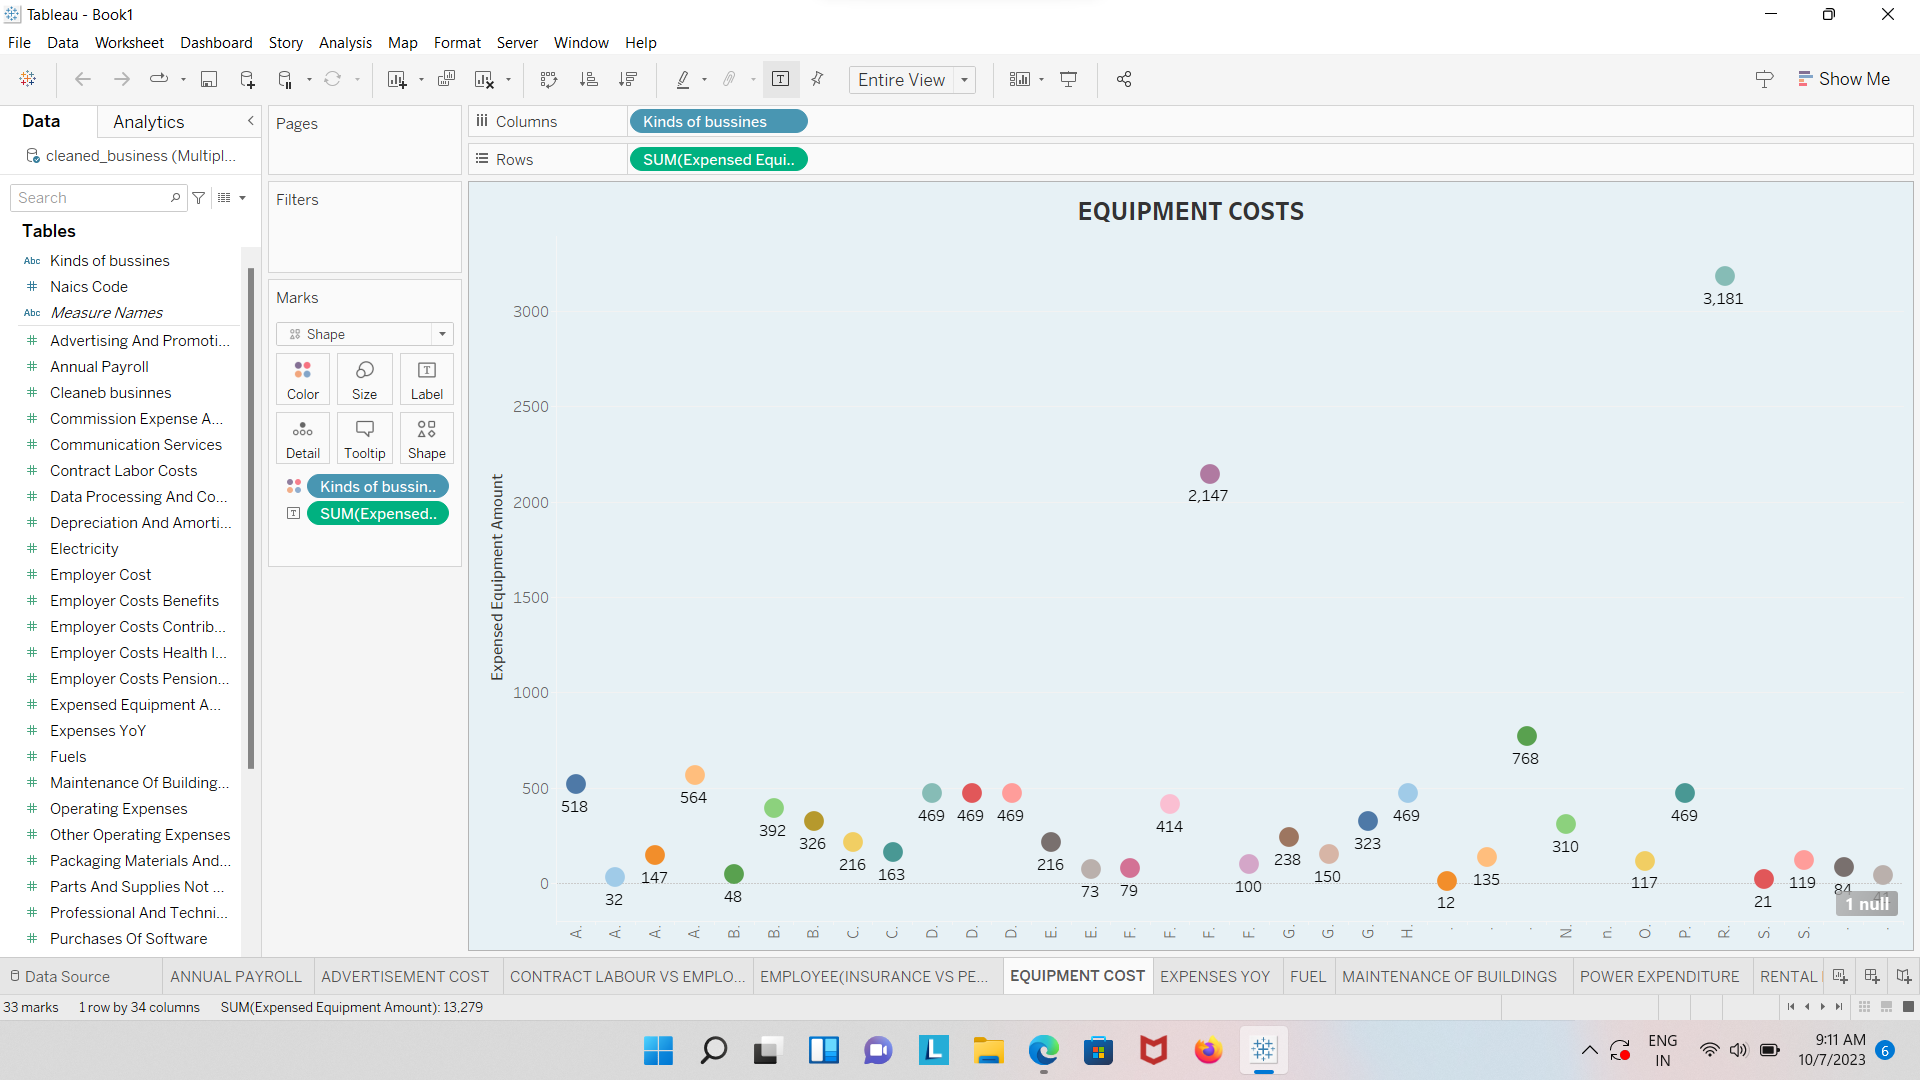 Tableau - Book1
File Data Worksheet Dashboard Story Analysis Map Format Server Window Help
Entire View
Show Me
Data Analytics
cleaned_business (Multipl...
Search
Tables
Abc Kinds of bussines
# Naics Code
Abc Measure Names
# Advertising And Promoti...
# Annual Payroll
# Cleaneb businnes
# Commission Expense A...
# Communication Services
# Contract Labor Costs
# Data Processing And Co...
# Depreciation And Amorti...
# Electricity
# Employer Cost
# Employer Costs Benefits
# Employer Costs Contrib...
# Employer Costs Health I...
# Employer Costs Pension...
# Expensed Equipment A...
# Expenses YoY
# Fuels
# Maintenance Of Building...
# Operating Expenses
# Other Operating Expenses
# Packaging Materials And...
# Parts And Supplies Not ...
# Professional And Techni...
# Purchases Of Software
Pages
Filters
Marks
Shape
Color Size Label
Detail Tooltip Shape
Kinds of bussin..
SUM(Expensed..
Columns Kinds of bussines
Rows SUM(Expensed Equi..
EQUIPMENT COSTS
Expensed Equipment Amount
3000
2500
2000
1500
1000
500
0
3,181
2,147
768
518 32 147 564 48 392 326 216 163 469 469 469 216 73 79 414 100 238 150 323 469 12 135 310 117 469 21 119 84
1 null
A. A. A. A. B. B. B. C. C. D. D. D. E. E. F. F. F. F. G. G. G. H. . . . N. n. O. P. R. S. S. . .
Data Source ANNUAL PAYROLL ADVERTISEMENT COST CONTRACT LABOUR VS EMPLO... EMPLOYEE(INSURANCE VS PE... EQUIPMENT COST EXPENSES YOY FUEL MAINTENANCE OF BUILDINGS POWER EXPENDITURE RENTAL
33 marks 1 row by 34 columns SUM(Expensed Equipment Amount): 13,279
ENG
IN
9:11 AM
10/7/2023
6